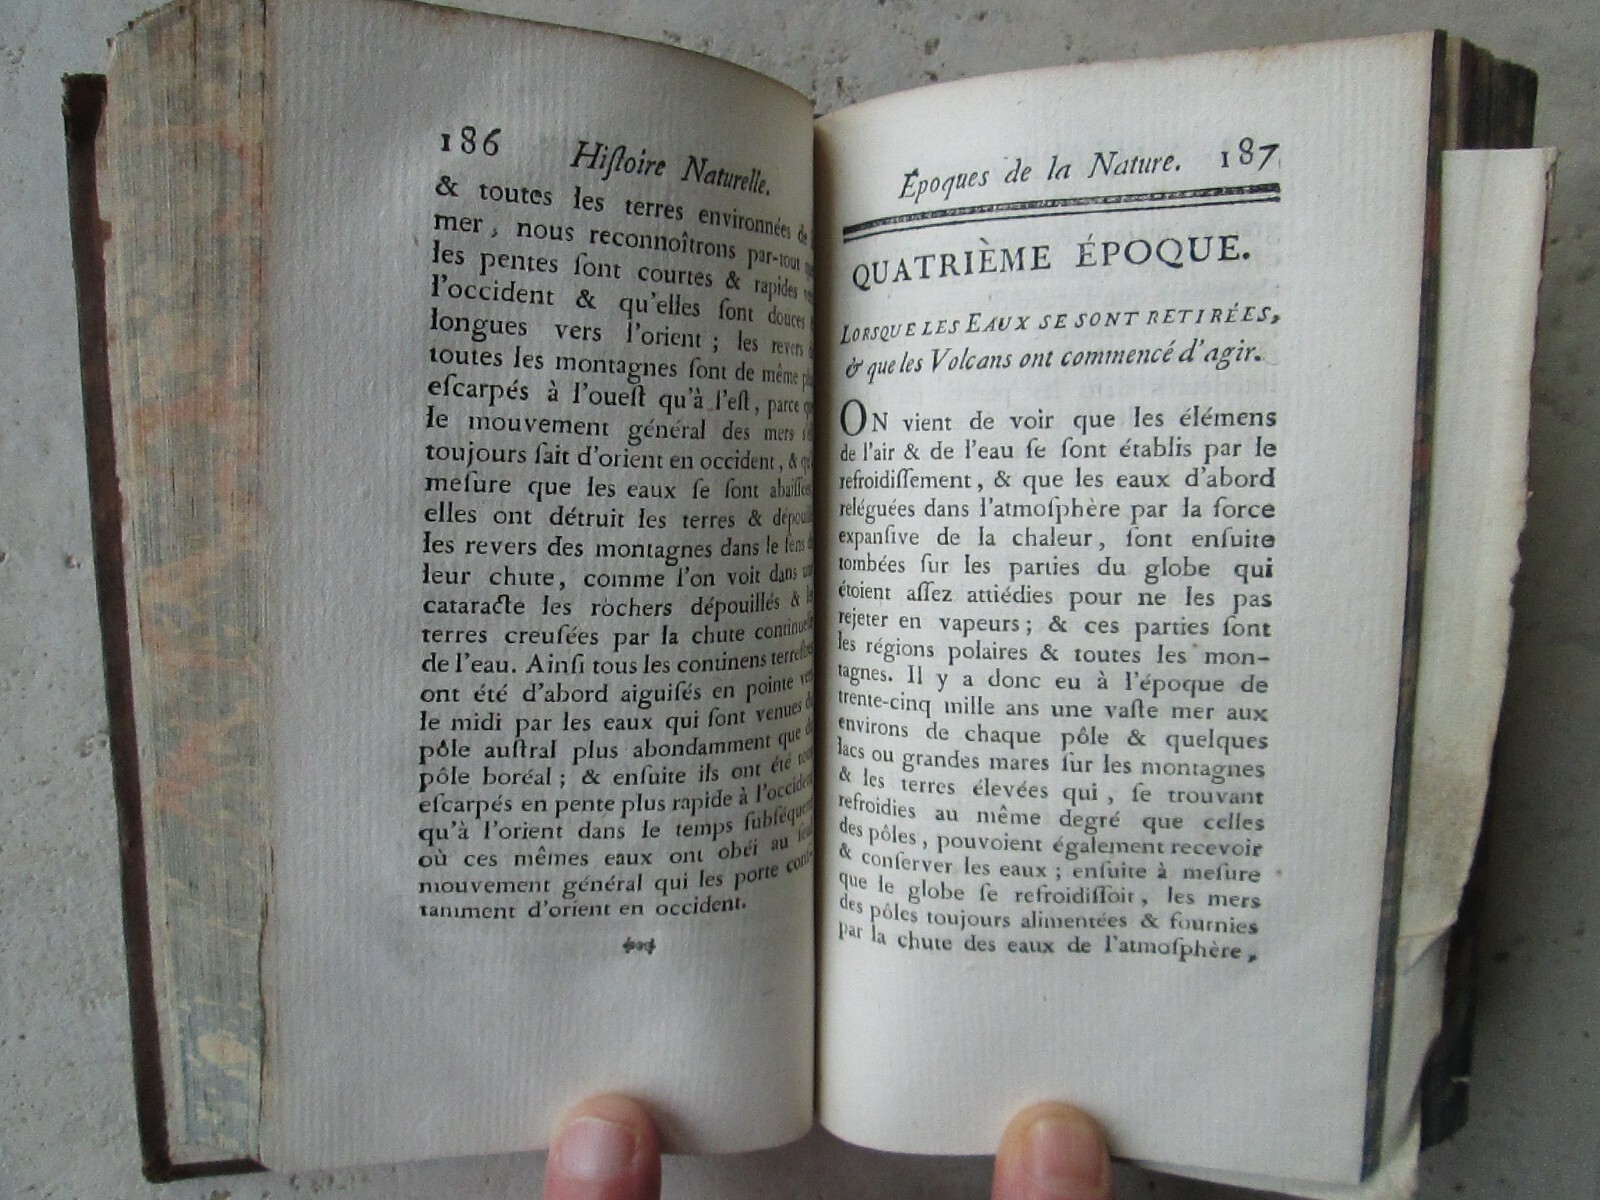 186 Hiſtoire Naturelle.
& toutes les terres environnées de
mer, nous reconnoîtrons par-tout
les pentes ſont courtes & rapides
l'occident & qu'elles ſont douces
longues vers l'orient ; les revers
toutes les montagnes ſont de même
eſcarpés à l'oueſt qu'à l'eſt, parce
le mouvement général des mers
toujours fait d'orient en occident, &
meſure que les eaux ſe ſont
elles ont détruit les terres &
les revers des montagnes dans le ſens
leur chute, comme l'on voit dans
cataracte les rochers dépouillés &
terres creuſées par la chute
de l'eau. Ainſi tous les continens
ont été d'abord aiguiſés en pointe
le midi par les eaux qui ſont venues
pôle auſtral plus abondamment que
pôle boréal ; & enſuite ils ont été
eſcarpés en pente plus rapide à l'occident
qu'à l'orient dans le temps ſubſéquent
où ces mêmes eaux ont obéi au
mouvement général qui les porte conſ-
tamment d'orient en occident.
Époques de la Nature. 187
QUATRIÈME ÉPOQUE.
LORSQUE LES EAUX SE SONT RETIRÉES,
& que les Volcans ont commencé d'agir.
ON vient de voir que les élémens
de l'air & de l'eau ſe ſont établis par le
refroidiſſement, & que les eaux d'abord
reléguées dans l'atmoſphère par la force
expanſive de la chaleur, ſont enſuite
tombées ſur les parties du globe qui
étoient aſſez attiédies pour ne les pas
rejeter en vapeurs ; & ces parties ſont
les régions polaires & toutes les mon-
tagnes. Il y a donc eu à l'époque de
trente-cinq mille ans une vaſte mer aux
environs de chaque pôle & quelques
lacs ou grandes mares ſur les montagnes
& les terres élevées qui, ſe trouvant
refroidies au même degré que celles
des pôles, pouvoient également recevoir
& conſerver les eaux ; enſuite à meſure
que le globe ſe refroidiſſoit, les mers
des pôles toujours alimentées & fournies
par la chute des eaux de l'atmoſphère,